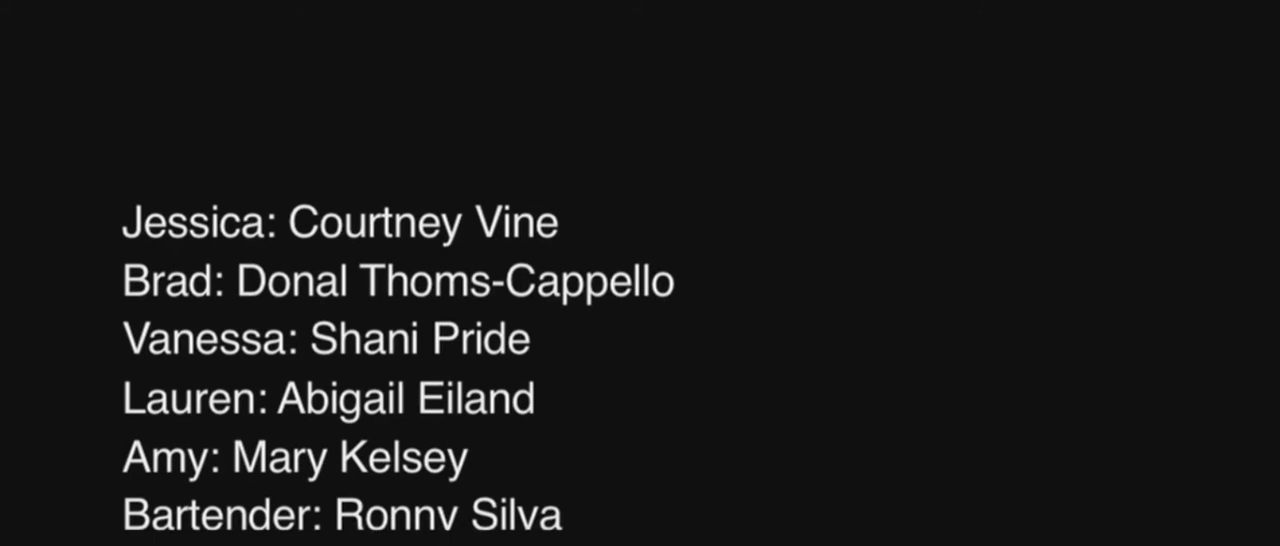 Jessica: Courtney Vine
Brad: Donal Thoms-Cappello
Vanessa: Shani Pride
Lauren: Abigail Eiland
Amy: Mary Kelsey
Bartender: Ronny Silva